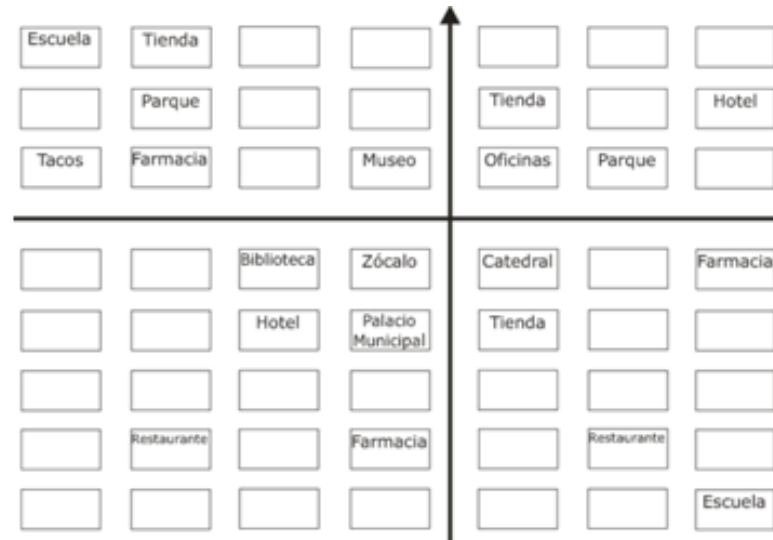 Escuela
Tienda
Parque
Tienda
Hotel
Tacos
Farmacia
Museo
Oficinas
Parque
Biblioteca
Zócalo
Catedral
Farmacia
Hotel
Palacio
Municipal
Tienda
Restaurante
Farmacia
Restaurante
Escuela